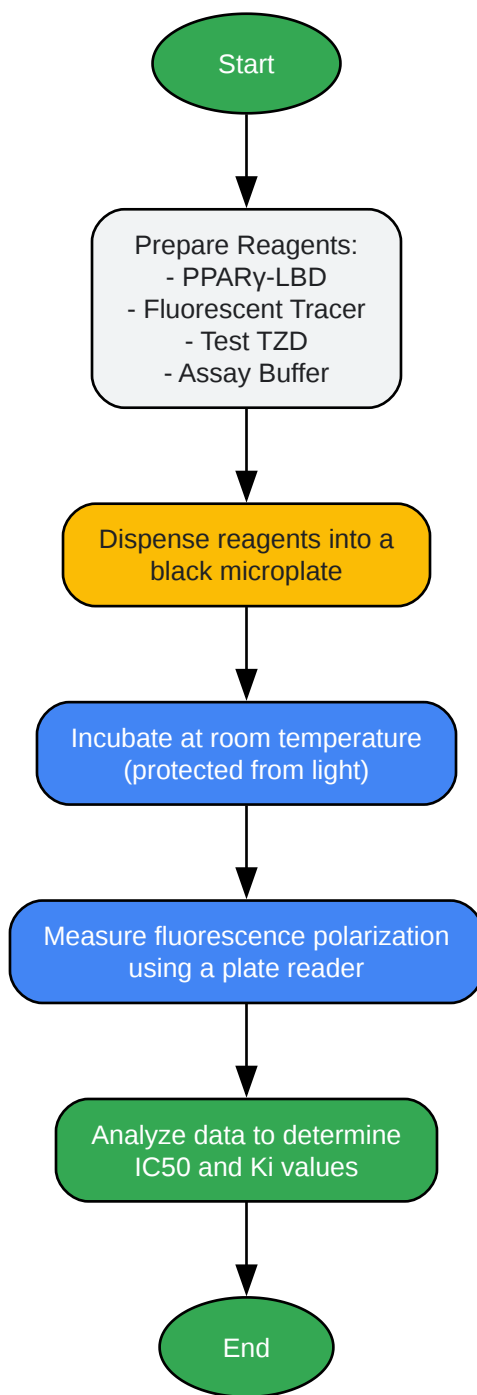 Start
Prepare Reagents:
- PPARγ-LBD
- Fluorescent Tracer
- Test TZD
- Assay Buffer
Dispense reagents into a
black microplate
Incubate at room temperature
(protected from light)
Measure fluorescence polarization
using a plate reader
Analyze data to determine
IC50 and Ki values
End